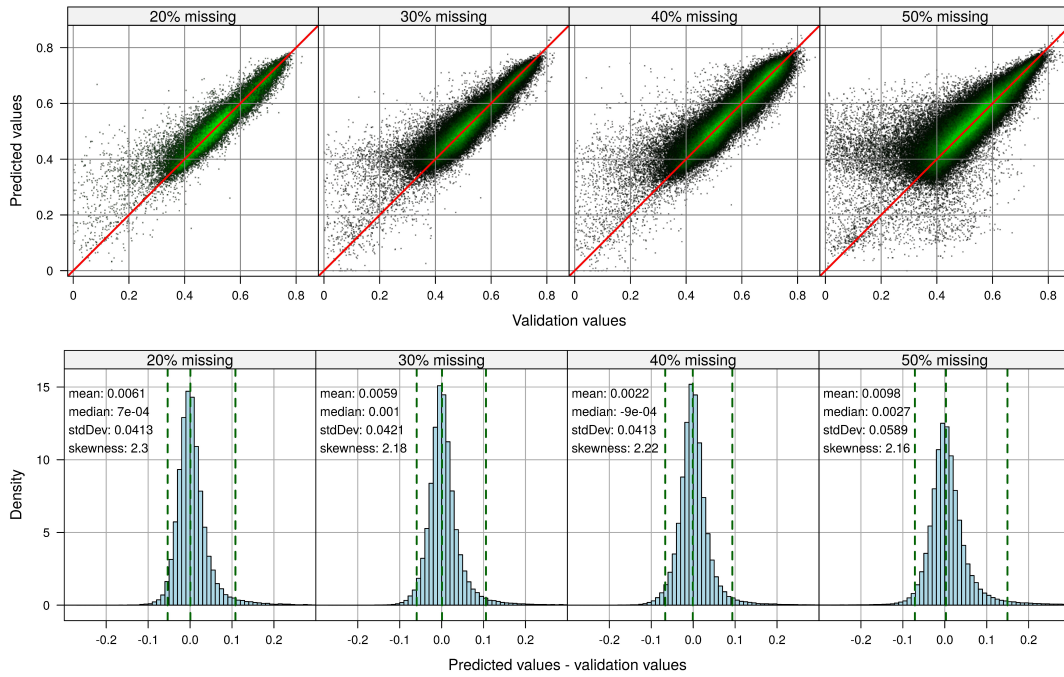 20% missing 30% missing 40% missing 50% missing
0.8
0.6
0.4
0.2
0
Predicted values
0 0.2 0.4 0.6 0.8 0 0.2 0.4 0.6 0.8 0 0.2 0.4 0.6 0.8 0 0.2 0.4 0.6 0.8
Validation values
20% missing 30% missing 40% missing 50% missing
15
10
5
0
Density
mean: 0.0061
median: 7e-04
stdDev: 0.0413
skewness: 2.3
mean: 0.0059
median: 0.001
stdDev: 0.0421
skewness: 2.18
mean: 0.0022
median: -9e-04
stdDev: 0.0413
skewness: 2.22
mean: 0.0098
median: 0.0027
stdDev: 0.0589
skewness: 2.16
-0.2 -0.1 0.0 0.1 0.2 -0.2 -0.1 0.0 0.1 0.2 -0.2 -0.1 0.0 0.1 0.2 -0.2 -0.1 0.0 0.1 0.2
Predicted values - validation values